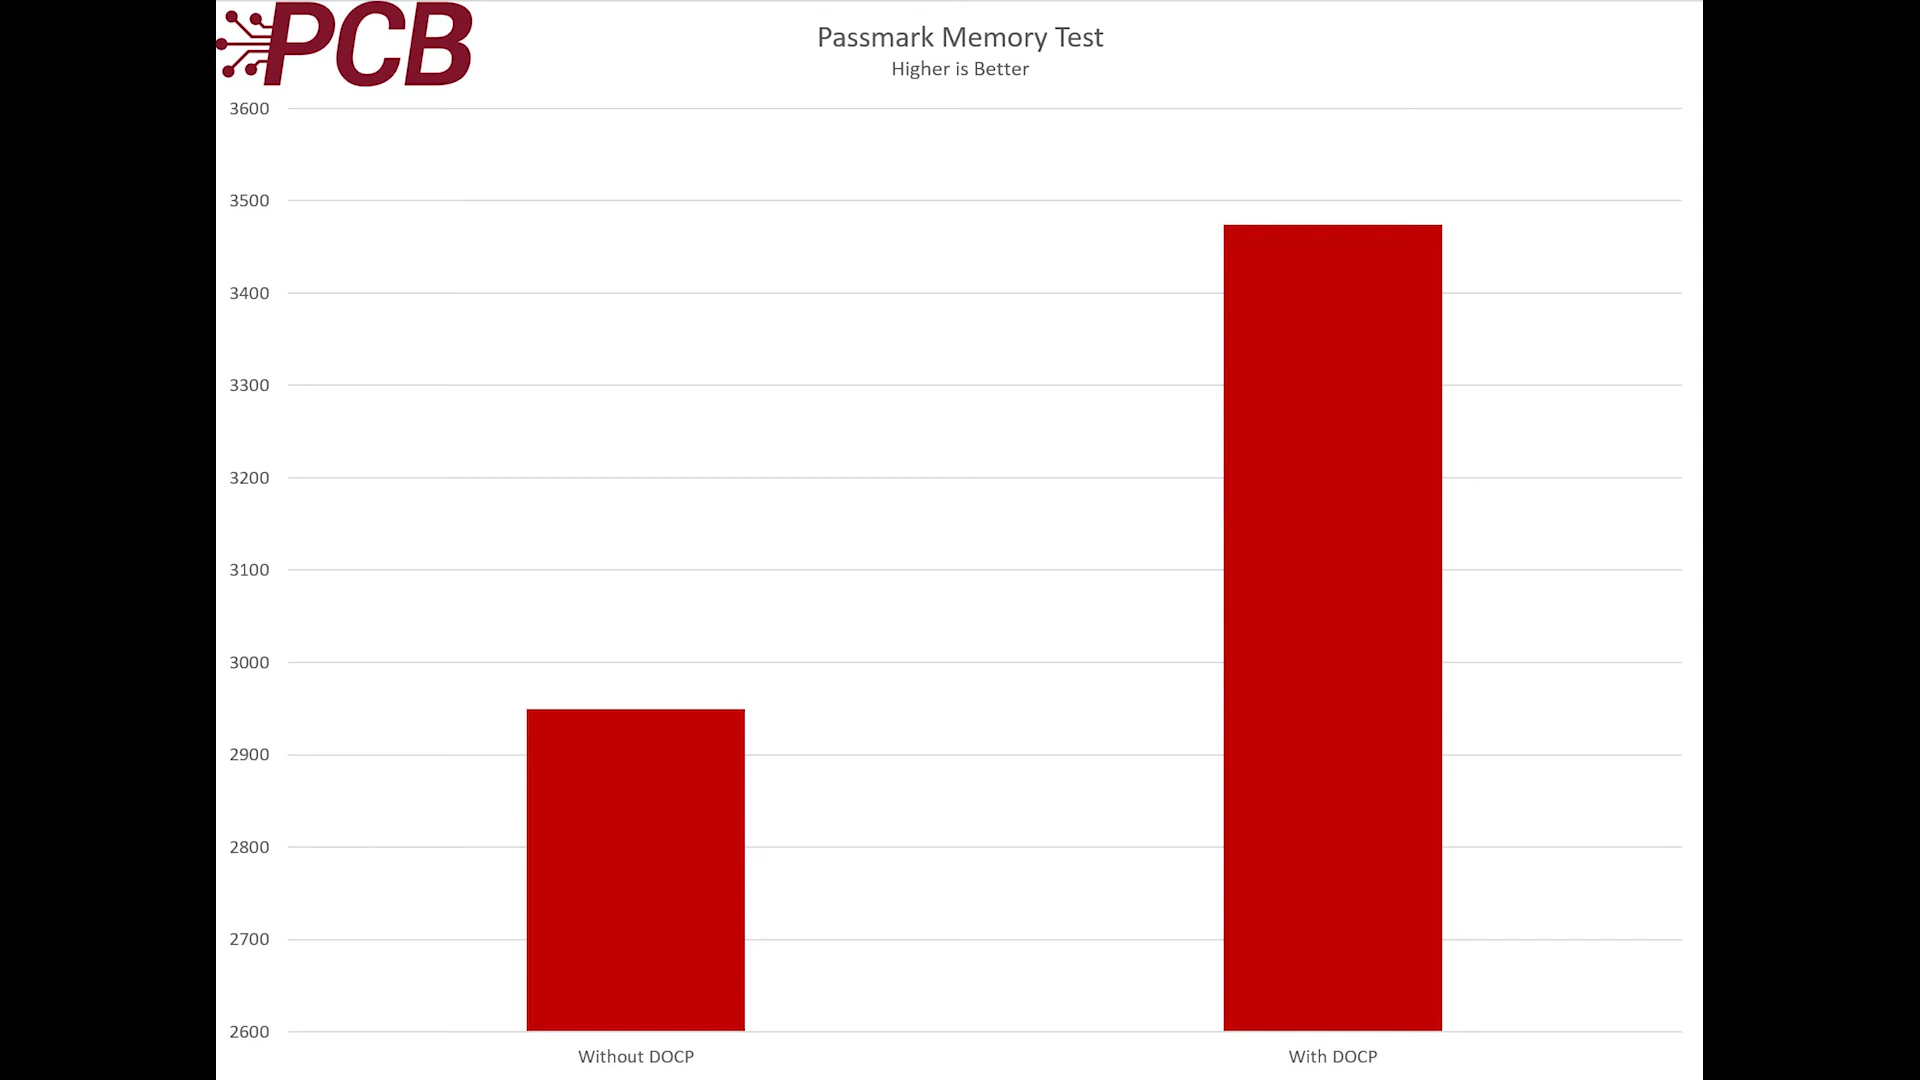 PCB
Passmark Memory Test
Higher is Better
3600
3500
3400
3300
3200
3100
3000
2900
2800
2700
2600
Without DOCP
With DOCP